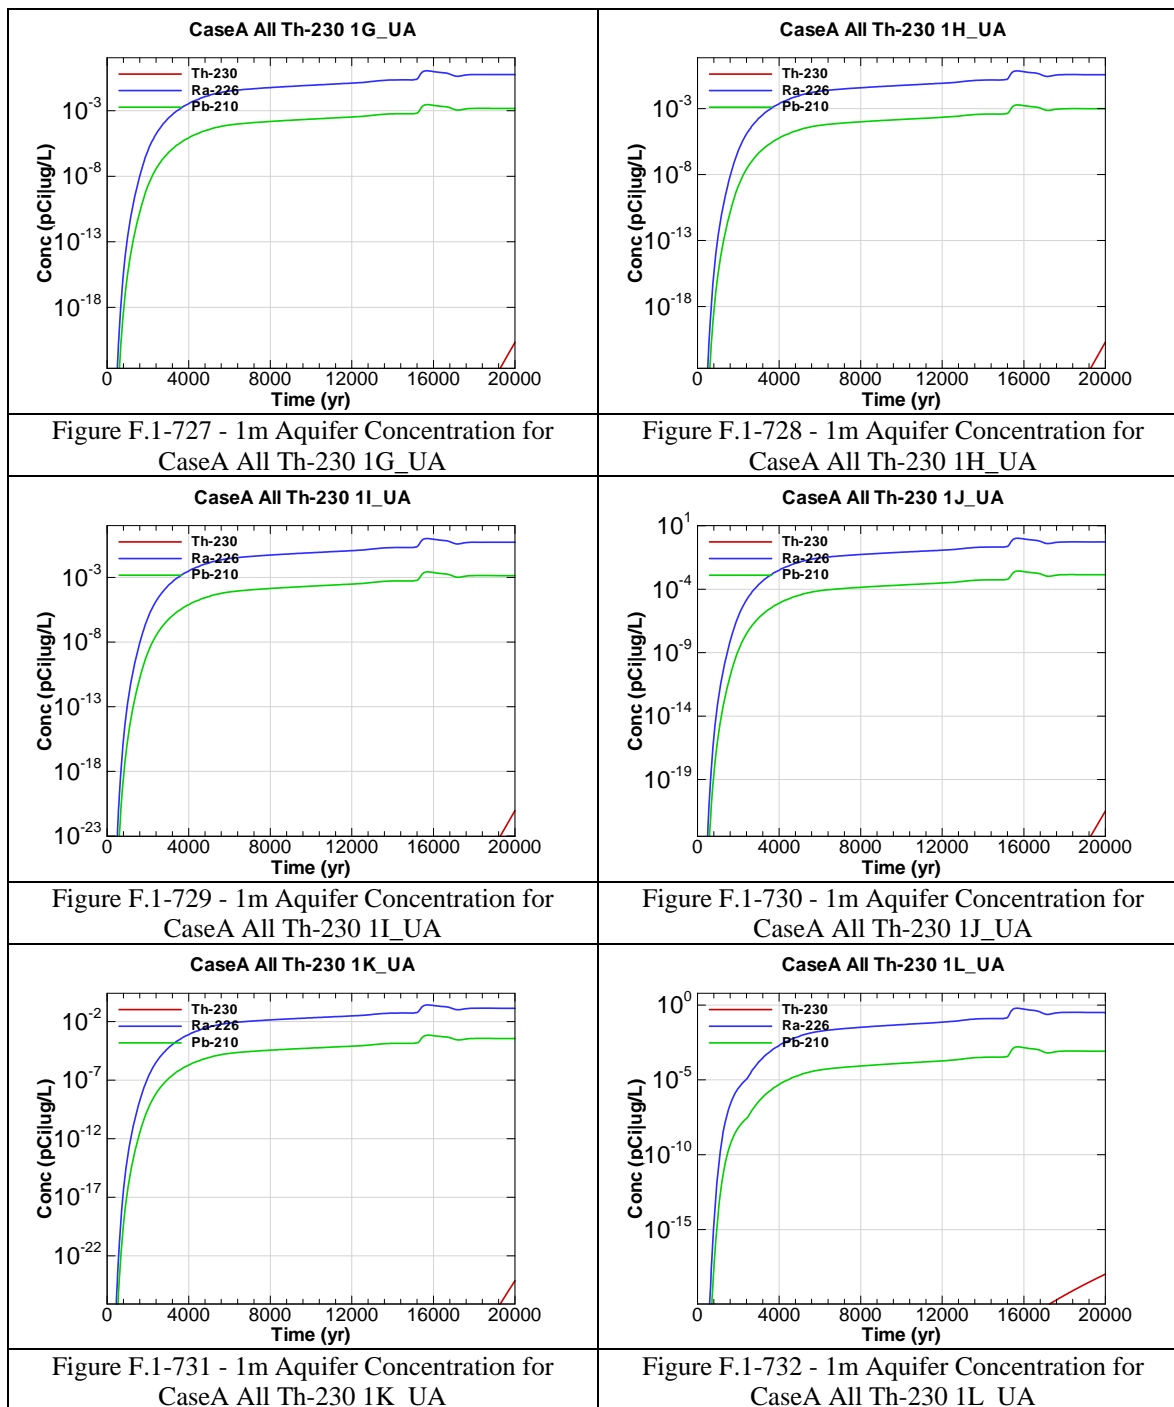 CaseA All Th-230 1G_UA
Th-230
Ra-226
Pb-210
10-3
10-8
10-13
10-18
Conc (pCi|ug/L)
0 4000 8000 12000 16000 20000
Time (yr)
Figure F.1-727 - 1m Aquifer Concentration for
CaseA All Th-230 1G_UA
CaseA All Th-230 1H_UA
Th-230
Ra-226
Pb-210
10-3
10-8
10-13
10-18
Conc (pCi|ug/L)
0 4000 8000 12000 16000 20000
Time (yr)
Figure F.1-728 - 1m Aquifer Concentration for
CaseA All Th-230 1H_UA
CaseA All Th-230 1I_UA
Th-230
Ra-226
Pb-210
10-3
10-8
10-13
10-18
10-23
Conc (pCi|ug/L)
0 4000 8000 12000 16000 20000
Time (yr)
Figure F.1-729 - 1m Aquifer Concentration for
CaseA All Th-230 1I_UA
CaseA All Th-230 1J_UA
Th-230
Ra-226
Pb-210
101
10-4
10-9
10-14
10-19
Conc (pCi|ug/L)
0 4000 8000 12000 16000 20000
Time (yr)
Figure F.1-730 - 1m Aquifer Concentration for
CaseA All Th-230 1J_UA
CaseA All Th-230 1K_UA
Th-230
Ra-226
Pb-210
10-2
10-7
10-12
10-17
10-22
Conc (pCi|ug/L)
0 4000 8000 12000 16000 20000
Time (yr)
Figure F.1-731 - 1m Aquifer Concentration for
CaseA All Th-230 1K_UA
CaseA All Th-230 1L_UA
Th-230
Ra-226
Pb-210
100
10-5
10-10
10-15
Conc (pCi|ug/L)
0 4000 8000 12000 16000 20000
Time (yr)
Figure F.1-732 - 1m Aquifer Concentration for
CaseA All Th-230 1L_UA